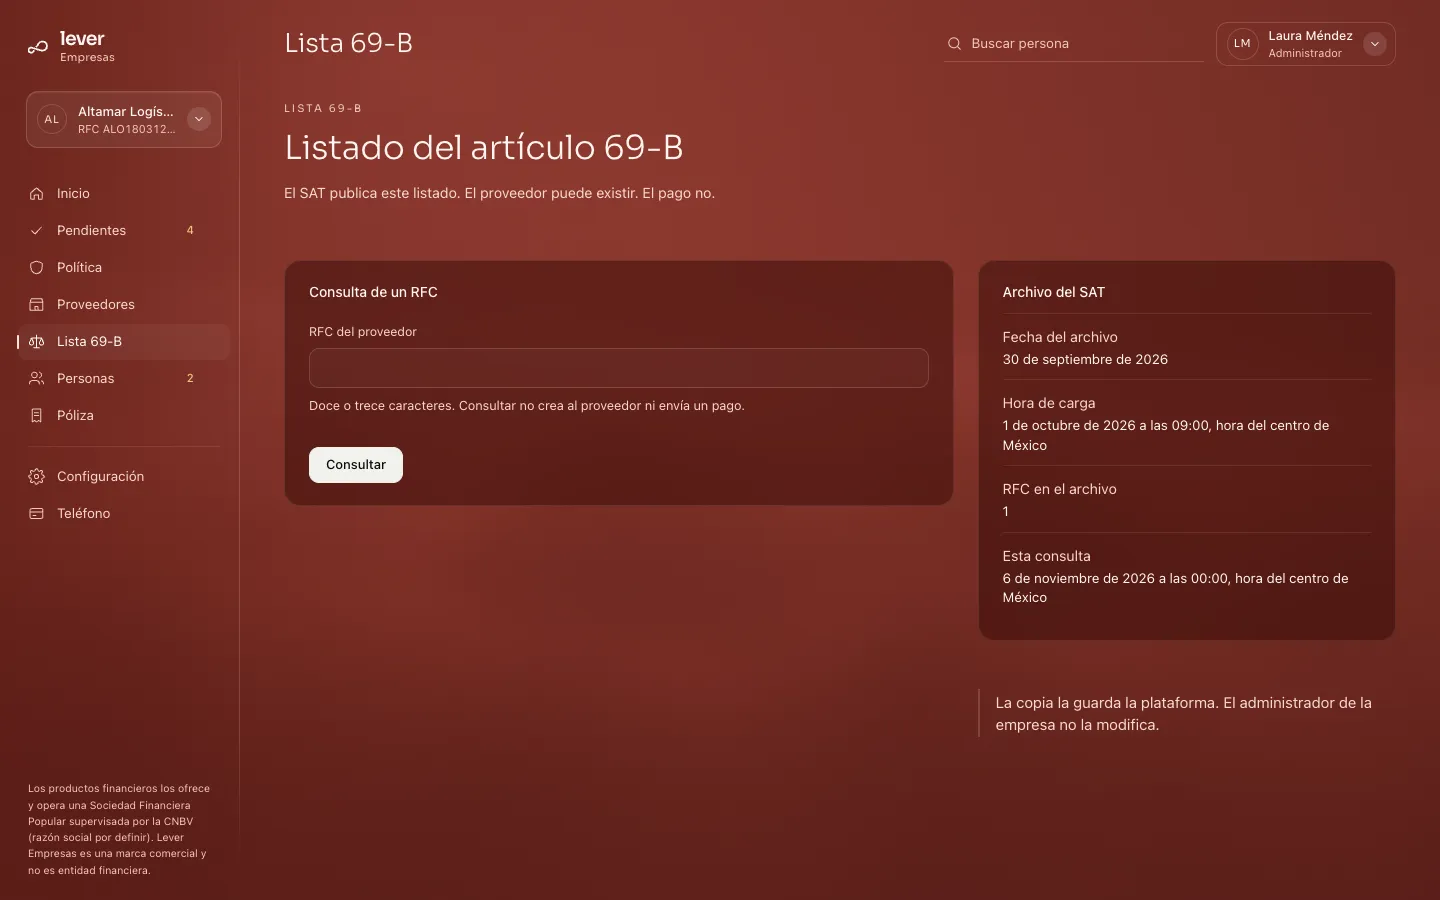 lever
Empresas
Lista 69-B
Buscar persona
LM
Laura Méndez
Administrador
AL
Altamar Logís...
RFC ALO180312...
Inicio
Pendientes 4
Política
Proveedores
Lista 69-B
Personas 2
Póliza
Configuración
Teléfono
LISTA 69-B
Listado del artículo 69-B
El SAT publica este listado. El proveedor puede existir. El pago no.
Consulta de un RFC
RFC del proveedor
Doce o trece caracteres. Consultar no crea al proveedor ni envía un pago.
Consultar
Archivo del SAT
Fecha del archivo
30 de septiembre de 2026
Hora de carga
1 de octubre de 2026 a las 09:00, hora del centro de
México
RFC en el archivo
1
Esta consulta
6 de noviembre de 2026 a las 00:00, hora del centro de
México
La copia la guarda la plataforma. El administrador de la
empresa no la modifica.
Los productos financieros los ofrece
y opera una Sociedad Financiera
Popular supervisada por la CNBV
(razón social por definir). Lever
Empresas es una marca comercial y
no es entidad financiera.